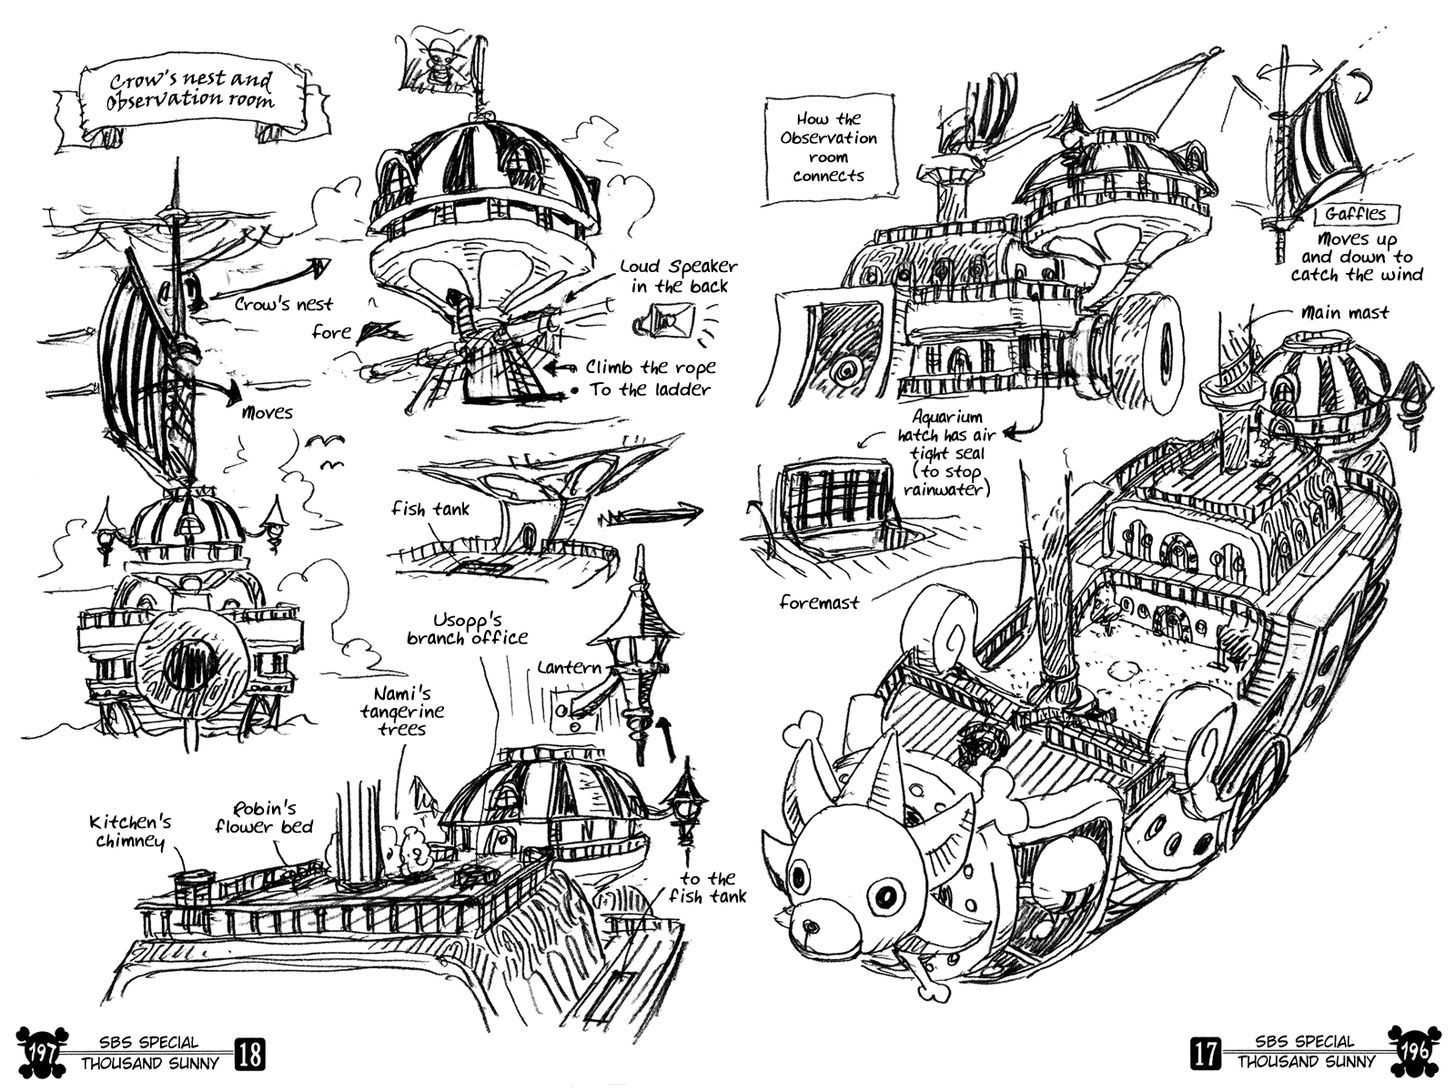 How the
Observation
room
connects
Gaffles
Moves up
and down to
catch the wind
Main mast
Aquarium
hatch has air
tight seal
(to stop
rainwater)
foremast
17
SBS SPECIAL
THOUSAND SUNNY
196
Crow's nest and
Observation room
Loud Speaker
in the back
Crow's nest
fore
Climb the rope
• To the ladder
Moves
fish tank
Usopp's
branch office
Lantern
Nami's
tangerine
trees
Robin's
flower bed
Kitchen's
chimney
to the
fish tank
197
SBS SPECIAL
THOUSAND SUNNY
18